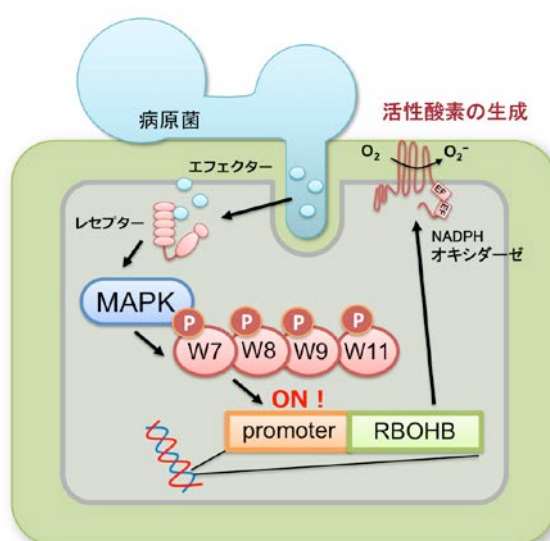 病原菌
活性酸素の生成
エフェクター
O₂
O₂⁻
レセプター
EF
EF
NADPH
オキシダーゼ
MAPK
P
P
P
P
W7
W8
W9
W11
ON！
promoter
RBOHB